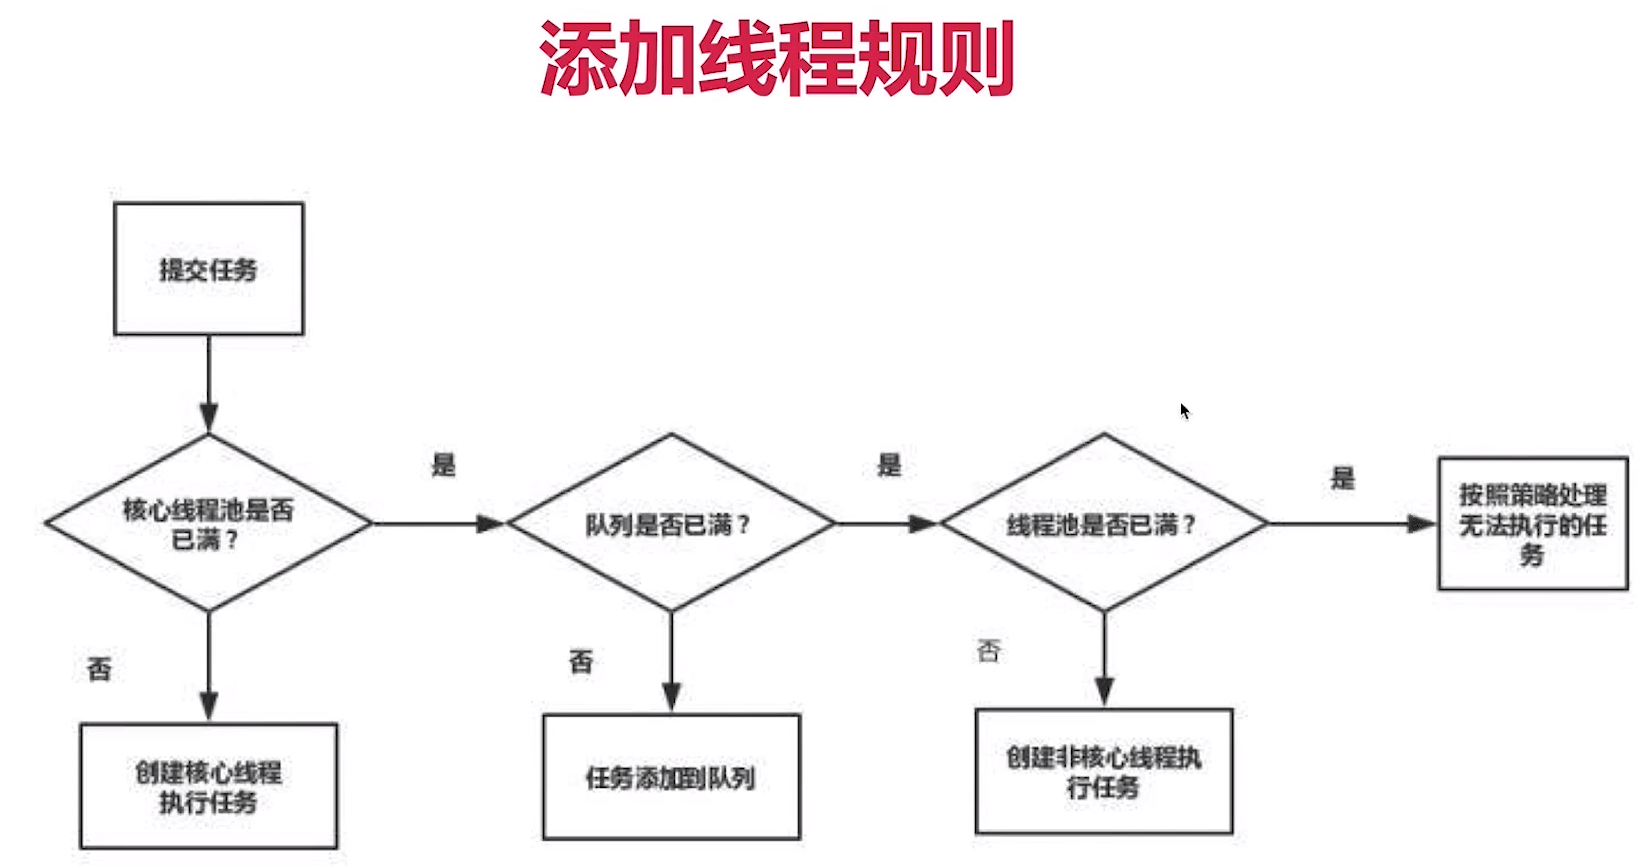 添加线程规则
提交任务
是
是
是
核心线程池是否
已满？
队列是否已满？
线程池是否已满？
按照策略处理
无法执行的任
务
否
否
否
创建核心线程
执行任务
任务添加到队列
创建非核心线程执
行任务